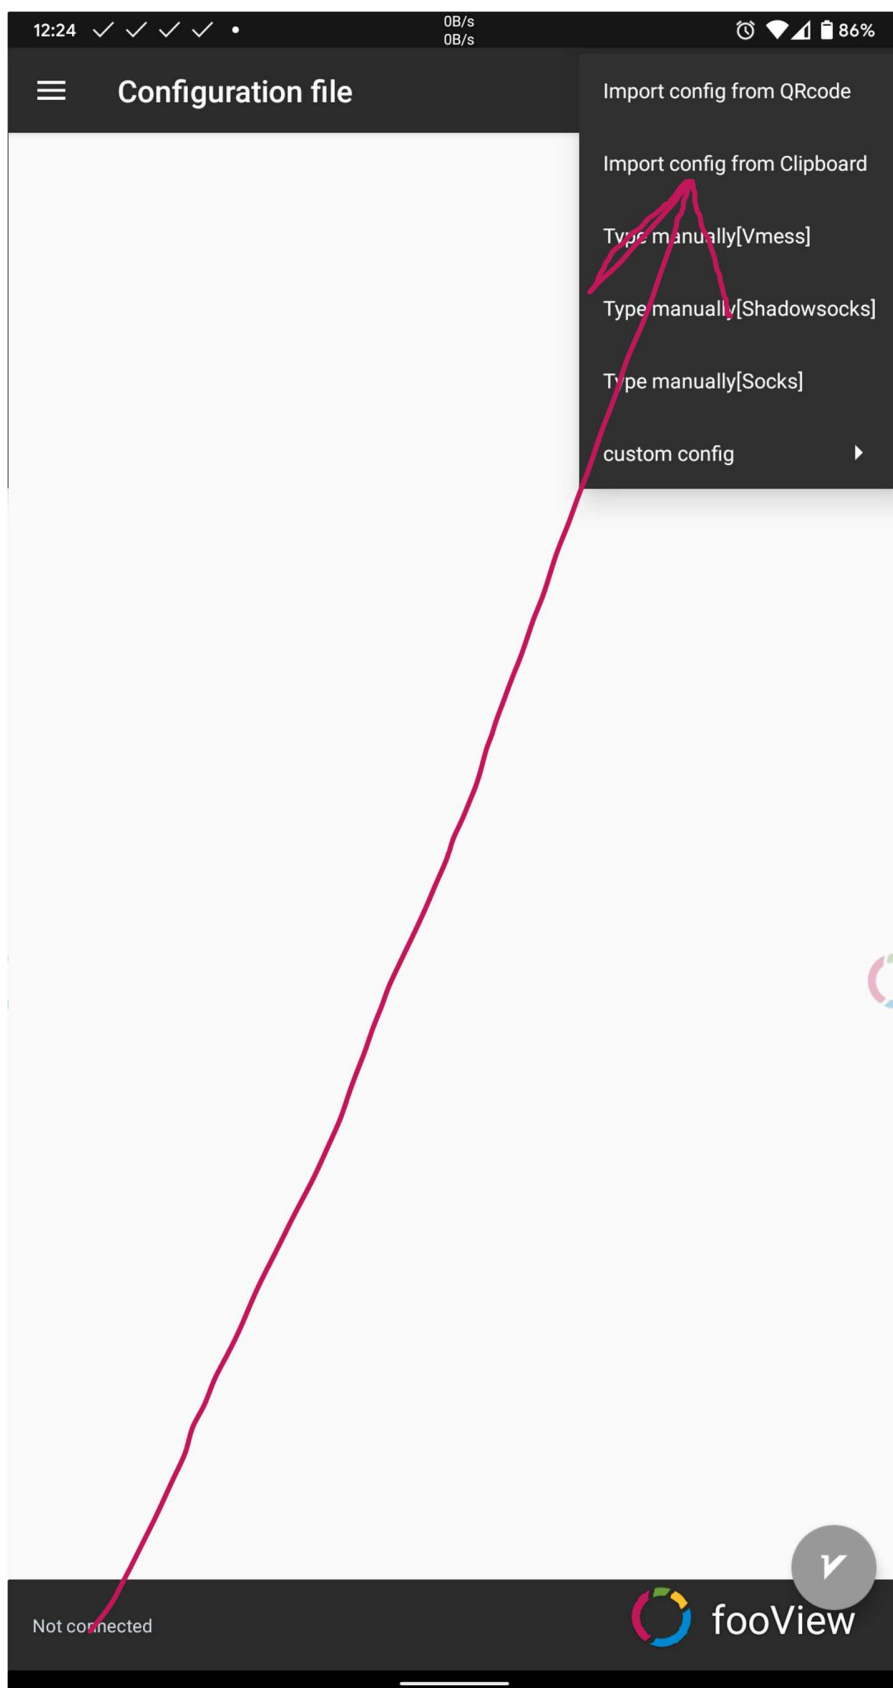 12:24
0B/s
0B/s
86%
Configuration file
Import config from QRcode
Import config from Clipboard
Type manually[Vmess]
Type manually[Shadowsocks]
Type manually[Socks]
custom config
Not connected
fooView